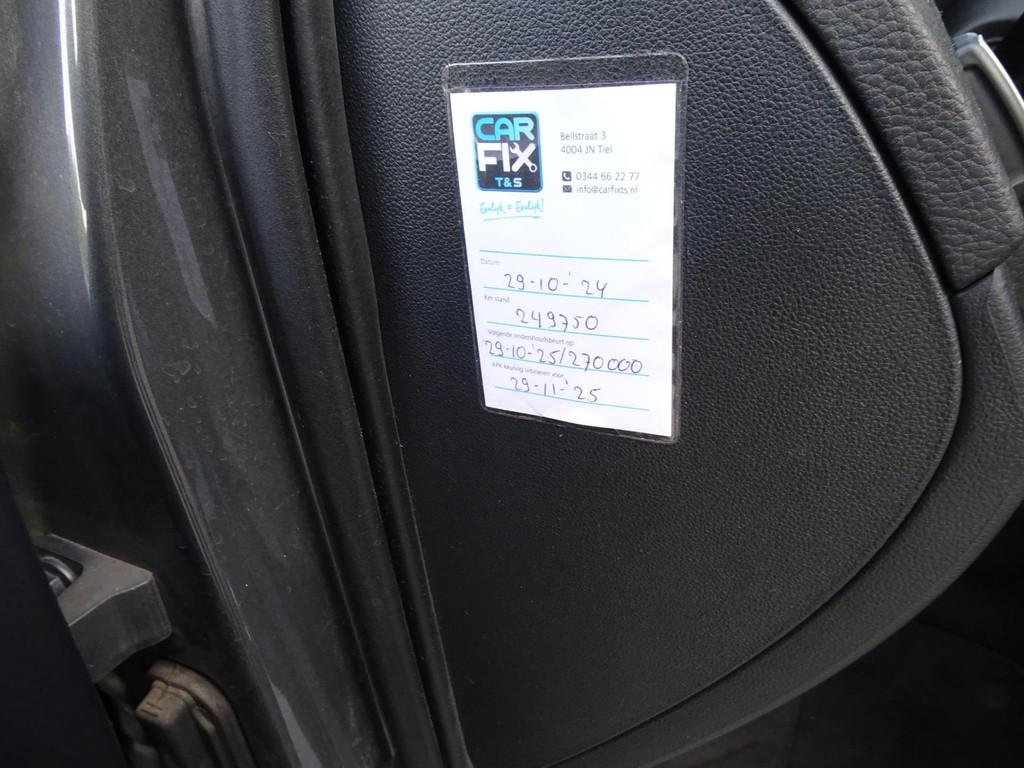 CAR
FIX
T&S
Eerlijk = Eerlijk!
Bellstraat 3
4004 JN Tiel
0344 66 22 77
info@carfixts.nl
Datum:
29-10-'24
Km stand:
249750
Volgende onderhoudsbeurt op:
29-10-'25/270000
APK keuring uitvoeren voor:
29-11-'25